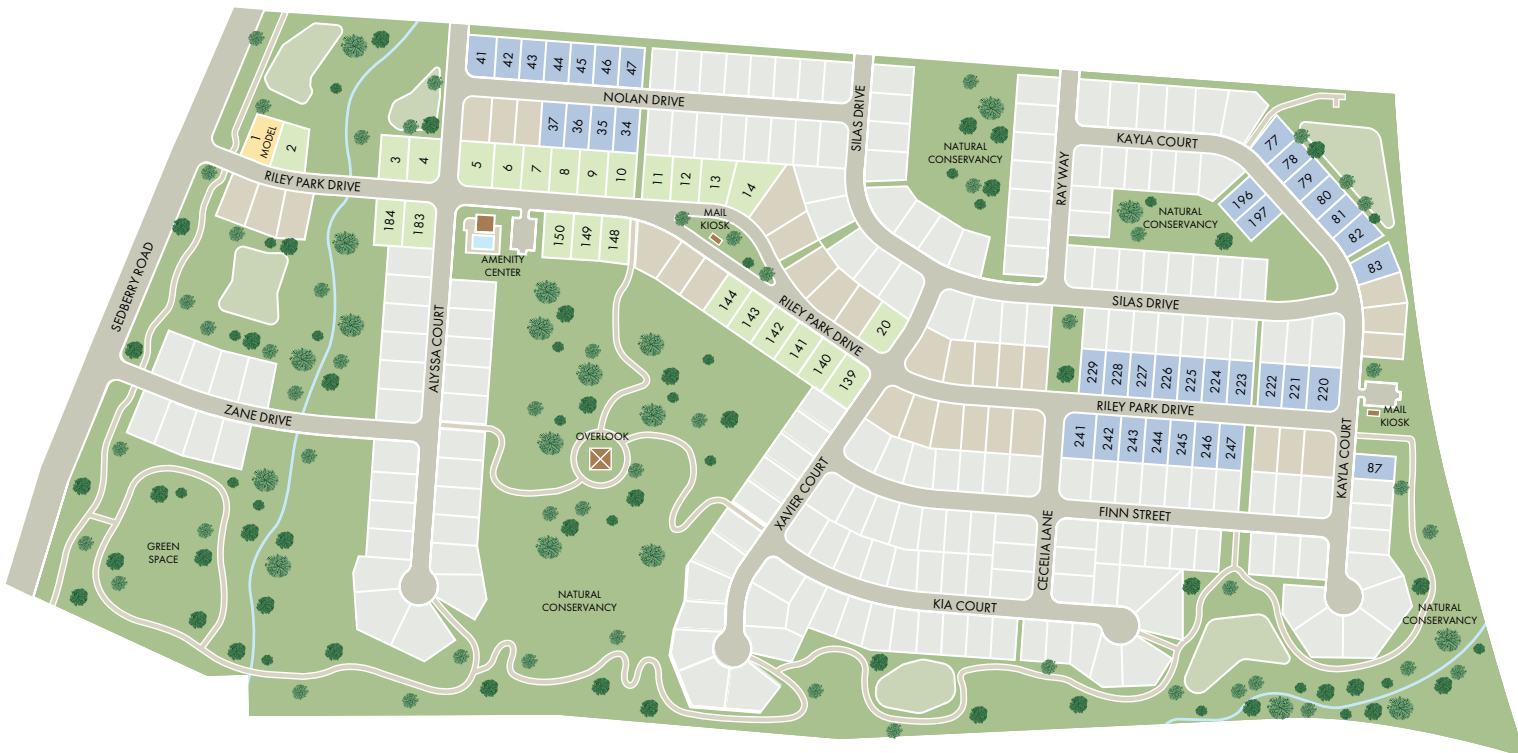 41
42
43
44
45
46
47
NOLAN DRIVE
37
36
35
34
1
MODEL
2
3
4
5
6
7
8
9
10
11
12
13
14
RILEY PARK DRIVE
184
183
AMENITY
CENTER
150
149
148
MAIL
KIOSK
SILAS DRIVE
NATURAL
CONSERVANCY
RAY WAY
KAYLA COURT
77
78
79
80
81
82
83
196
197
NATURAL
CONSERVANCY
SEDBERRY ROAD
ALYSSA COURT
144
143
142
141
140
139
RILEY PARK DRIVE
20
SILAS DRIVE
229
228
227
226
225
224
223
222
221
220
RILEY PARK DRIVE
241
242
243
244
245
246
247
MAIL
KIOSK
KAYLA COURT
87
ZANE DRIVE
OVERLOOK
XAVIER COURT
FINN STREET
CECELIA LANE
GREEN
SPACE
NATURAL
CONSERVANCY
KIA COURT
NATURAL
CONSERVANCY